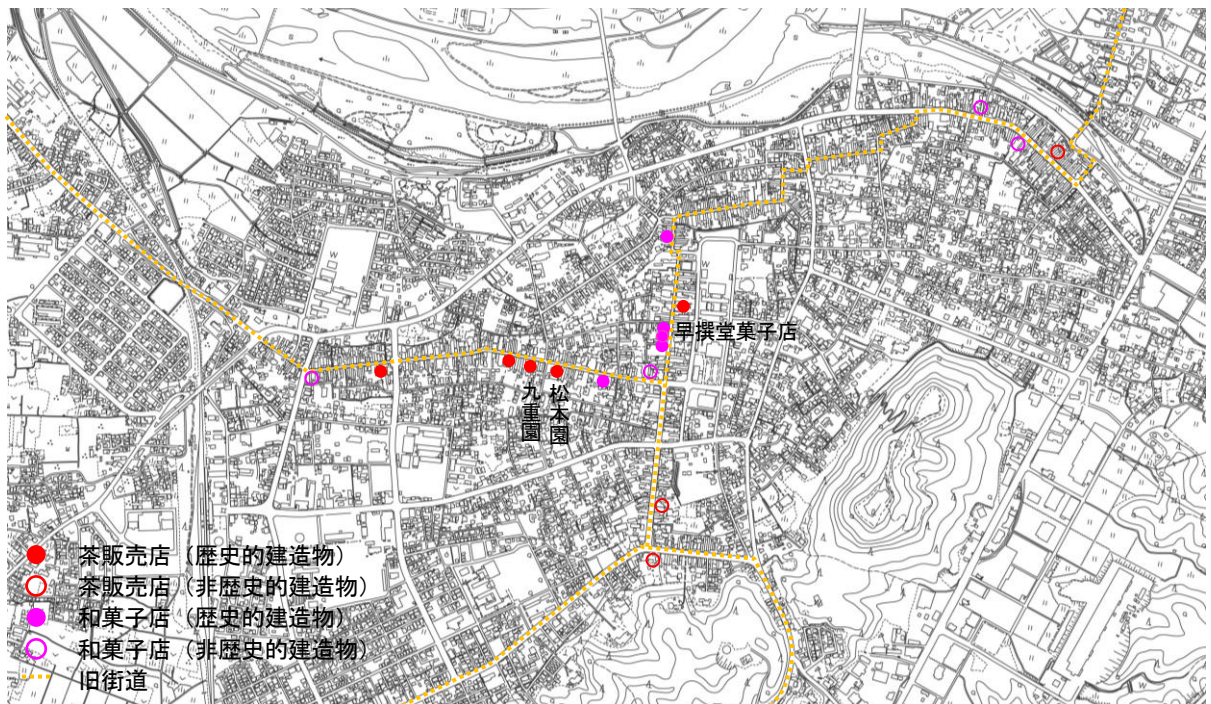 早撰堂菓子店
九重園
松本園
茶販売店（歴史的建造物）
茶販売店（非歴史的建造物）
和菓子店（歴史的建造物）
和菓子店（非歴史的建造物）
旧街道